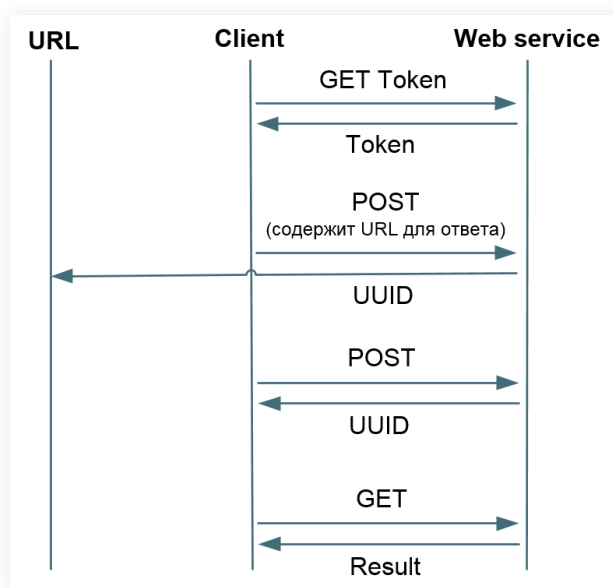 URL Client Web service
GET Token
Token
POST
(содержит URL для ответа)
UUID
POST
UUID
GET
Result